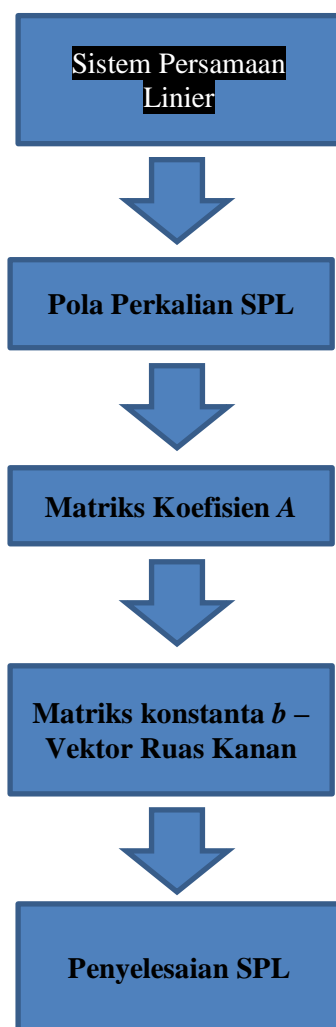 Sistem Persamaan
Linier
Pola Perkalian SPL
Matriks Koefisien A
Matriks konstanta b –
Vektor Ruas Kanan
Penyelesaian SPL